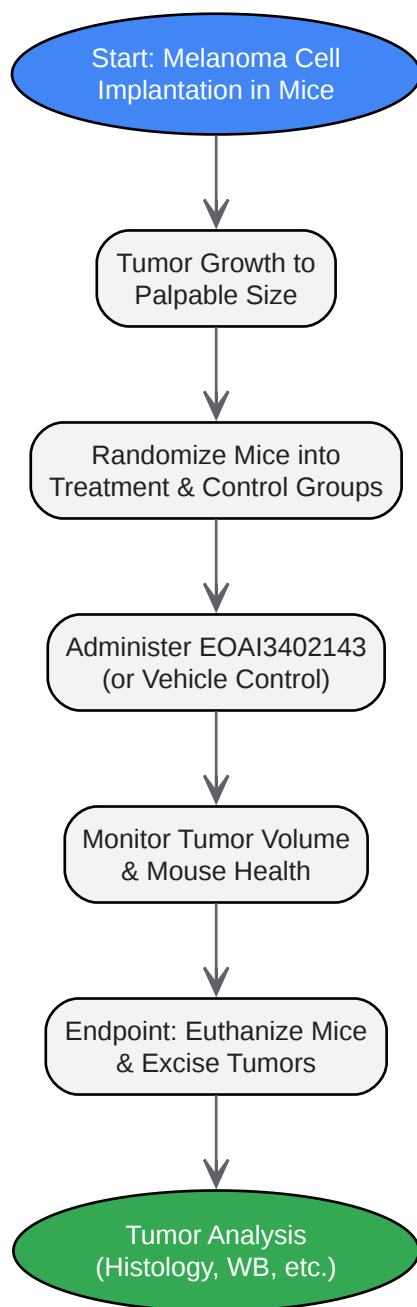 Start: Melanoma Cell
Implantation in Mice
Tumor Growth to
Palpable Size
Randomize Mice into
Treatment & Control Groups
Administer EOAI3402143
(or Vehicle Control)
Monitor Tumor Volume
& Mouse Health
Endpoint: Euthanize Mice
& Excise Tumors
Tumor Analysis
(Histology, WB, etc.)